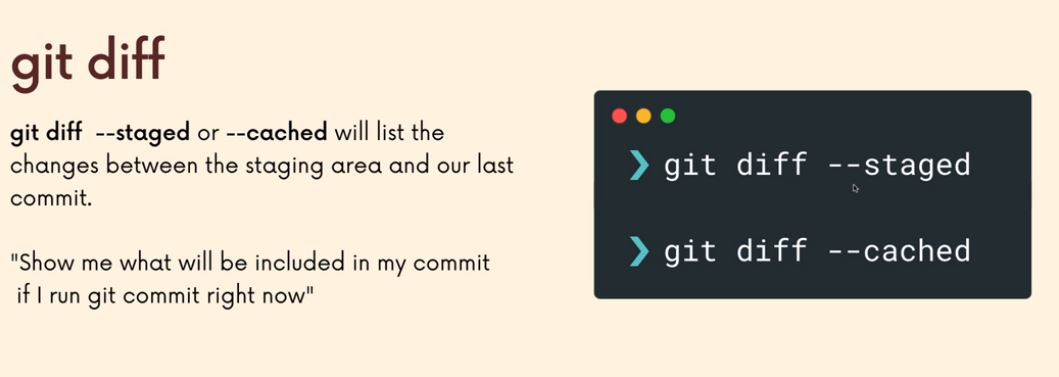 git diff
git diff --staged or --cached will list the
changes between the staging area and our last
commit.
"Show me what will be included in my commit
if I run git commit right now"
❯ git diff --staged
❯ git diff --cached